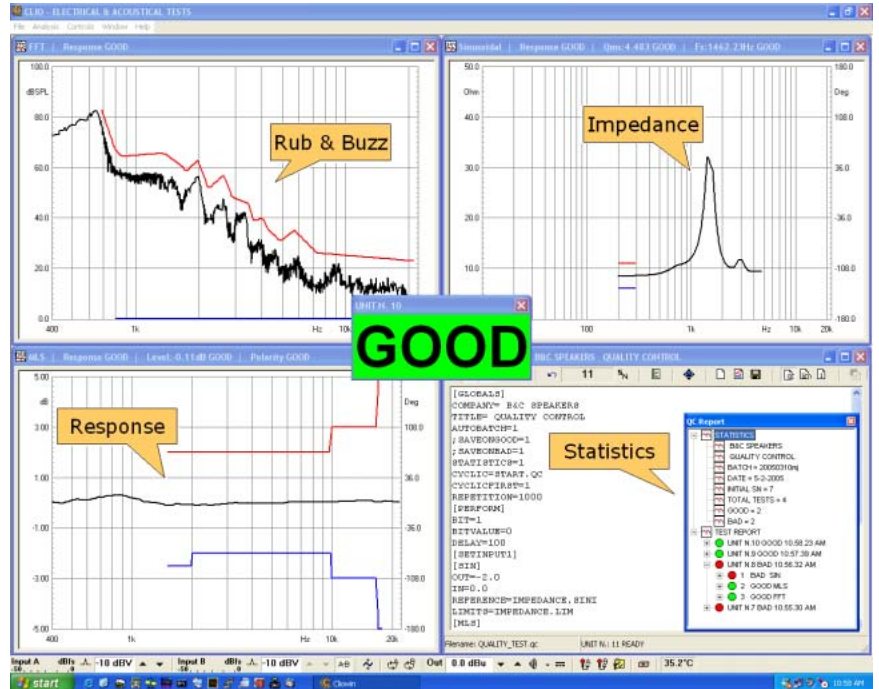 CLIO - ELECTRICAL & ACOUSTICAL TESTS
File Analysis Controls Window Help
FFT | Response GOOD
100.0
dBSPL
80.0
60.0
40.0
20.0
0.0
400 1k Hz 10k
Rub & Buzz
Sinusoidal | Response GOOD | Qms:4.403 GOOD | Fs:1462.23Hz GOOD
50.0 180.0
Ohm Deg
40.0 108.0
30.0 36.0
20.0 -36.0
10.0 -108.0
-180.0
100 1k Hz 10k 20k
Impedance
UNIT N. 10
GOOD
MLS | Response GOOD | Level:-0.11dB GOOD | Polarity GOOD
5.00
dB Deg
3.00 108.0
1.00 36.0
-1.00 -36.0
-3.00 -108.0
-5.00 -180.0
400 1k Hz 10k 20k
Response
B&C SPEAKERS QUALITY CONTROL
11
[GLOBALS]
COMPANY= B&C SPEAKERS
TITLE= QUALITY CONTROL
AUTOBATCH=1
;SAVEONGOOD=1
;SAVEONBAD=1
STATISTICS=1
CYCLIC=START.QC
CYCLICFIRST=1
REPETITION=1000
[PERFORM]
BIT=1
BITVALUE=0
DELAY=100
[SETINPUT1]
[SIN]
OUT=-2.0
IN=0.0
REFERENCE=IMPEDANCE.SINI
LIMITS=IMPEDANCE.LIM
[MLS]
Statistics
QC Report
STATISTICS
B&C SPEAKERS
QUALITY CONTROL
BATCH = 20050310mj
DATE = 5-2-2005
INITIAL SN = 7
TOTAL TESTS = 4
GOOD = 2
BAD = 2
TEST REPORT
UNIT N.10 GOOD 10.58.23 AM
UNIT N.9 GOOD 10.57.39 AM
UNIT N.8 BAD 10.56.32 AM
1 BAD SIN
2 GOOD MLS
3 GOOD FFT
UNIT N.7 BAD 10.55.30 AM
Filename: QUALITY_TEST.qc UNIT N.: 11 READY
Input A dBfs -10 dBV Input B dBfs -10 dBV Out 0.0 dBu 35.2°C
start Clowin 10:58 AM